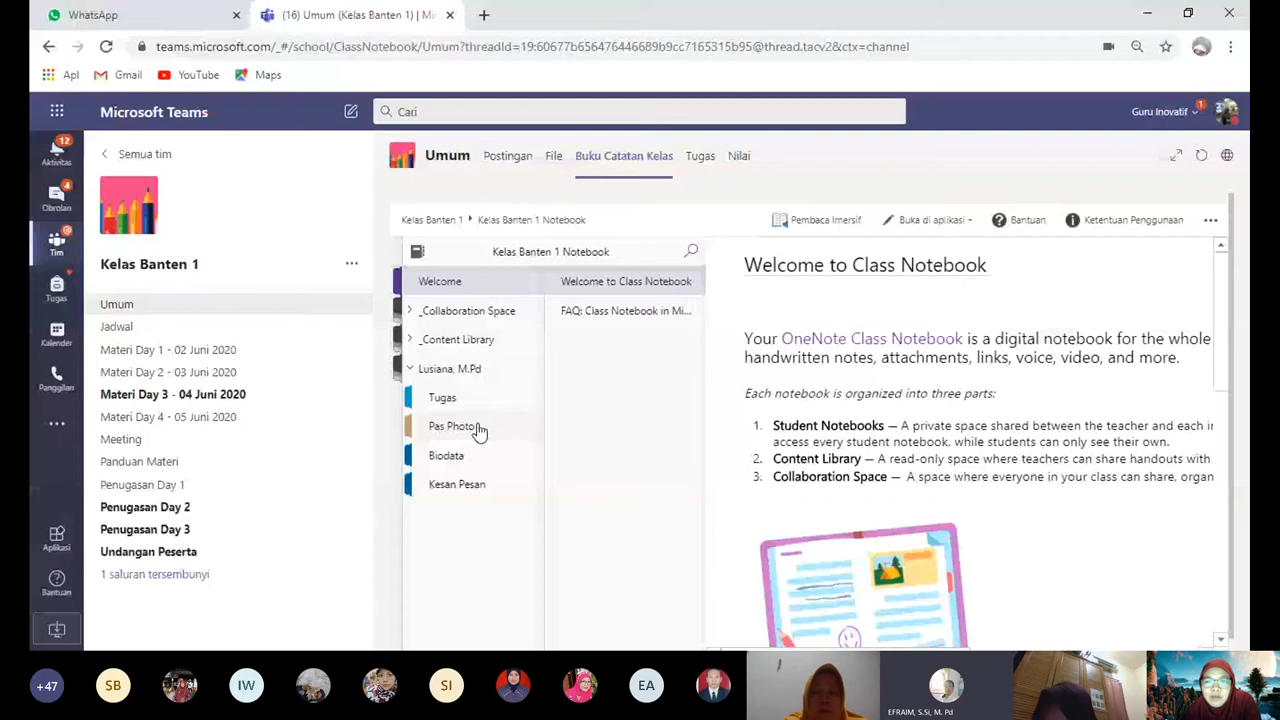 WhatsApp
(16) Umum (Kelas Banten 1) | Mi
teams.microsoft.com/_#/school/ClassNotebook/Umum?threadId=19:60677b656476446689b9cc7165315b95@thread.tacv2&ctx=channel
Apl
Gmail
YouTube
Maps
Microsoft Teams
Cari
Guru Inovatif
1
12
Aktivitas
4
Obrolan
Tim
Tugas
Kalender
Panggilan
Aplikasi
Bantuan
Semua tim
Kelas Banten 1
Umum
Jadwal
Materi Day 1 - 02 Juni 2020
Materi Day 2 - 03 Juni 2020
Materi Day 3 - 04 Juni 2020
Materi Day 4 - 05 Juni 2020
Meeting
Panduan Materi
Penugasan Day 1
Penugasan Day 2
Penugasan Day 3
Undangan Peserta
1 saluran tersembunyi
Umum
Postingan
File
Buku Catatan Kelas
Tugas
Nilai
Kelas Banten 1
Kelas Banten 1 Notebook
Pembaca Imersif
Buka di aplikasi
Bantuan
Ketentuan Penggunaan
Kelas Banten 1 Notebook
Welcome
_Collaboration Space
_Content Library
Lusiana, M.Pd
Tugas
Pas Photo
Biodata
Kesan Pesan
Welcome to Class Notebook
FAQ: Class Notebook in Mi...
Welcome to Class Notebook
Your OneNote Class Notebook is a digital notebook for the whole
handwritten notes, attachments, links, voice, video, and more.
Each notebook is organized into three parts:
1. Student Notebooks — A private space shared between the teacher and each in
access every student notebook, while students can only see their own.
2. Content Library — A read-only space where teachers can share handouts with
3. Collaboration Space — A space where everyone in your class can share, organ
+47
SB
IW
SI
EA
EFRAIM, S.Si, M. Pd